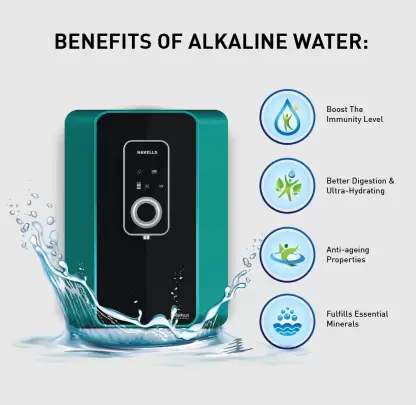 BENEFITS OF ALKALINE WATER:
HAVELLS
Boost The
Immunity Level
Better Digestion &
Ultra-Hydrating
Anti-ageing
Properties
Fulfills Essential
Minerals